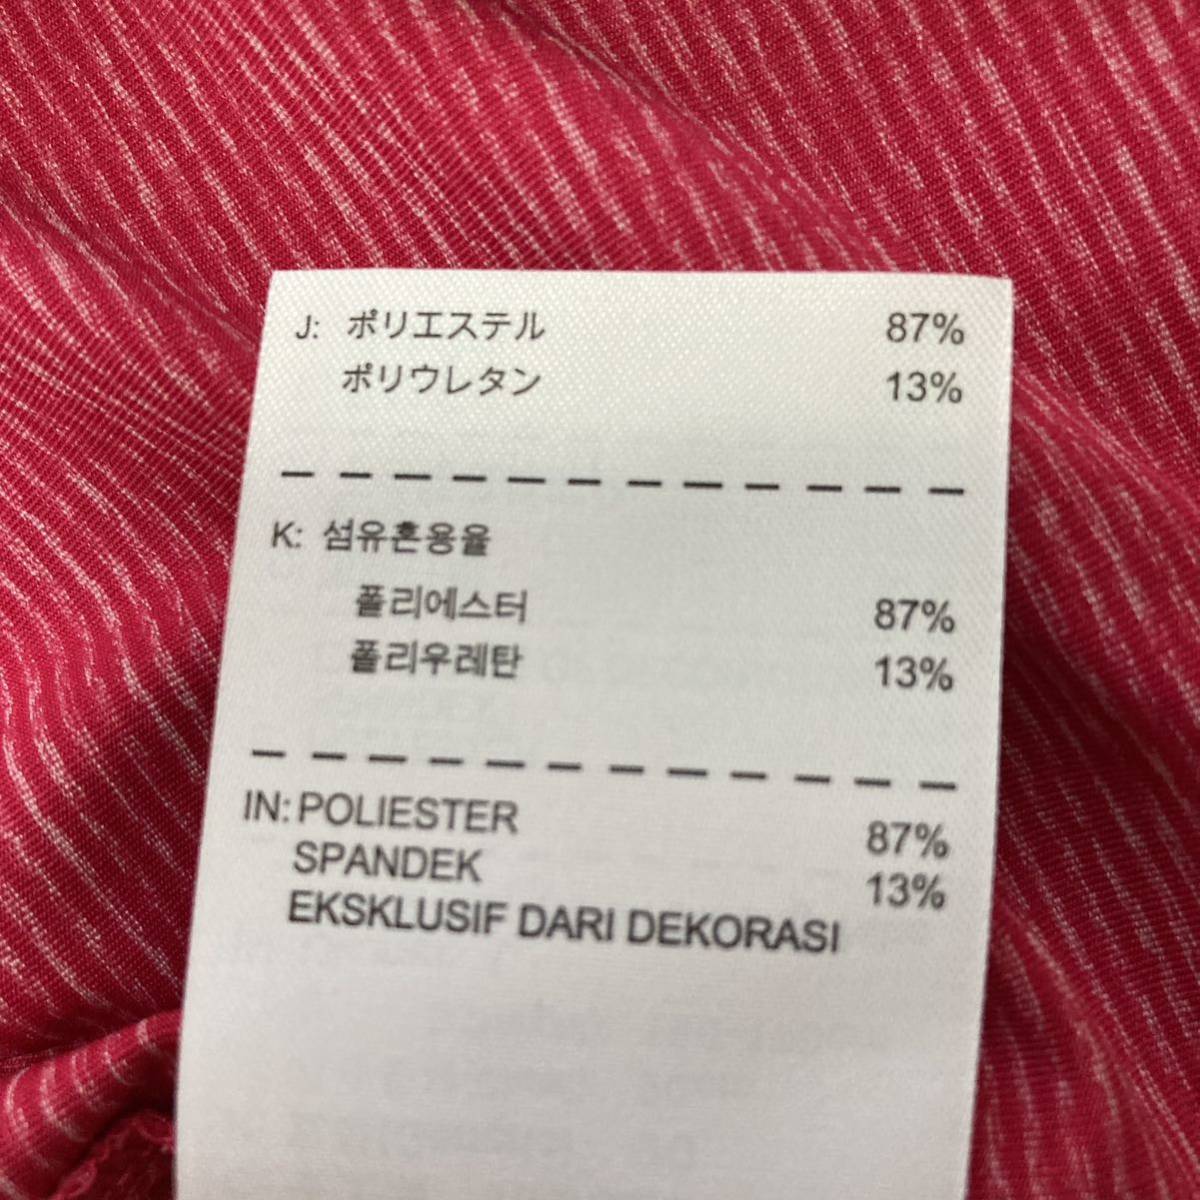 J: ポリエステル 87%
ポリウレタン 13%
K: 섬유혼용율
폴리에스터 87%
폴리우레탄 13%
IN: POLIESTER 87%
SPANDEK 13%
EKSKLUSIF DARI DEKORASI